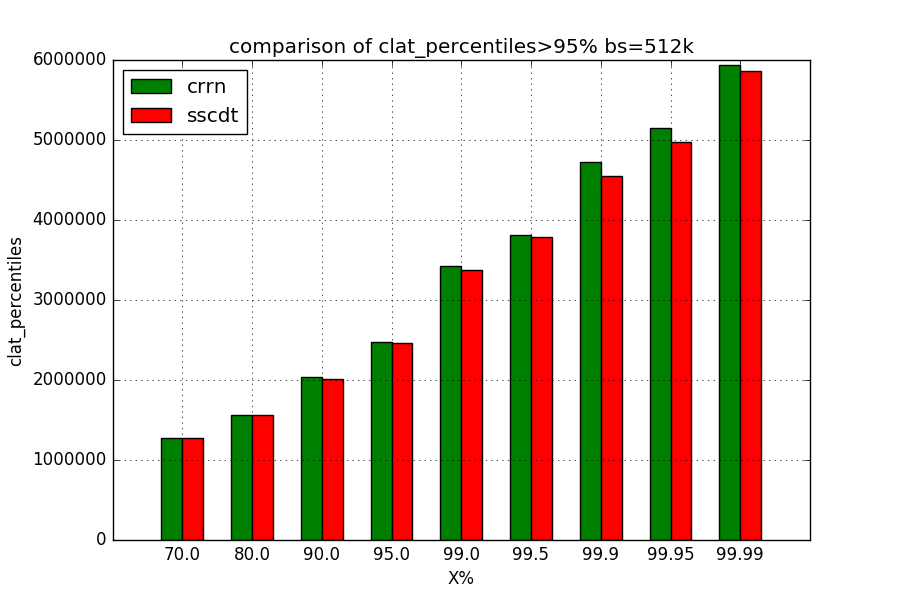 comparison of clat_percentiles>95% bs=512k
6000000
5000000
4000000
3000000
2000000
1000000
0
clat_percentiles
crrn
sscdt
70.0 80.0 90.0 95.0 99.0 99.5 99.9 99.95 99.99
X%